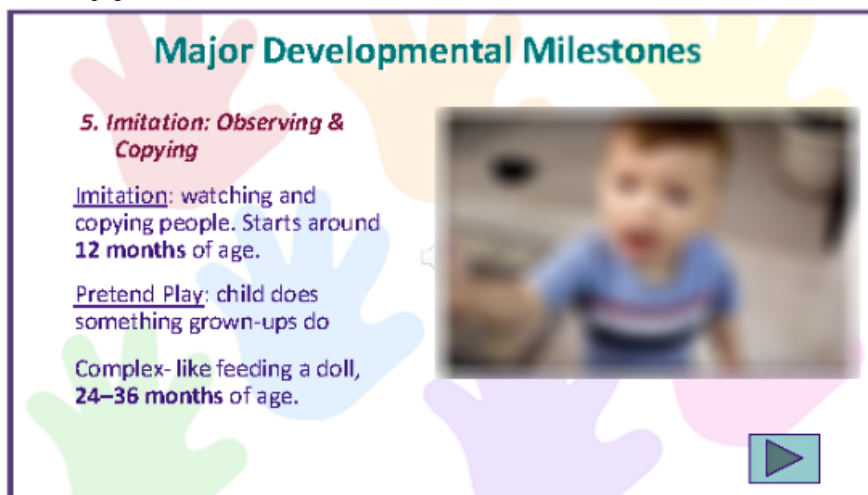 Major Developmental Milestones
5. Imitation: Observing &
Copying
Imitation: watching and
copying people. Starts around
12 months of age.
Pretend Play: child does
something grown-ups do
Complex- like feeding a doll,
24–36 months of age.